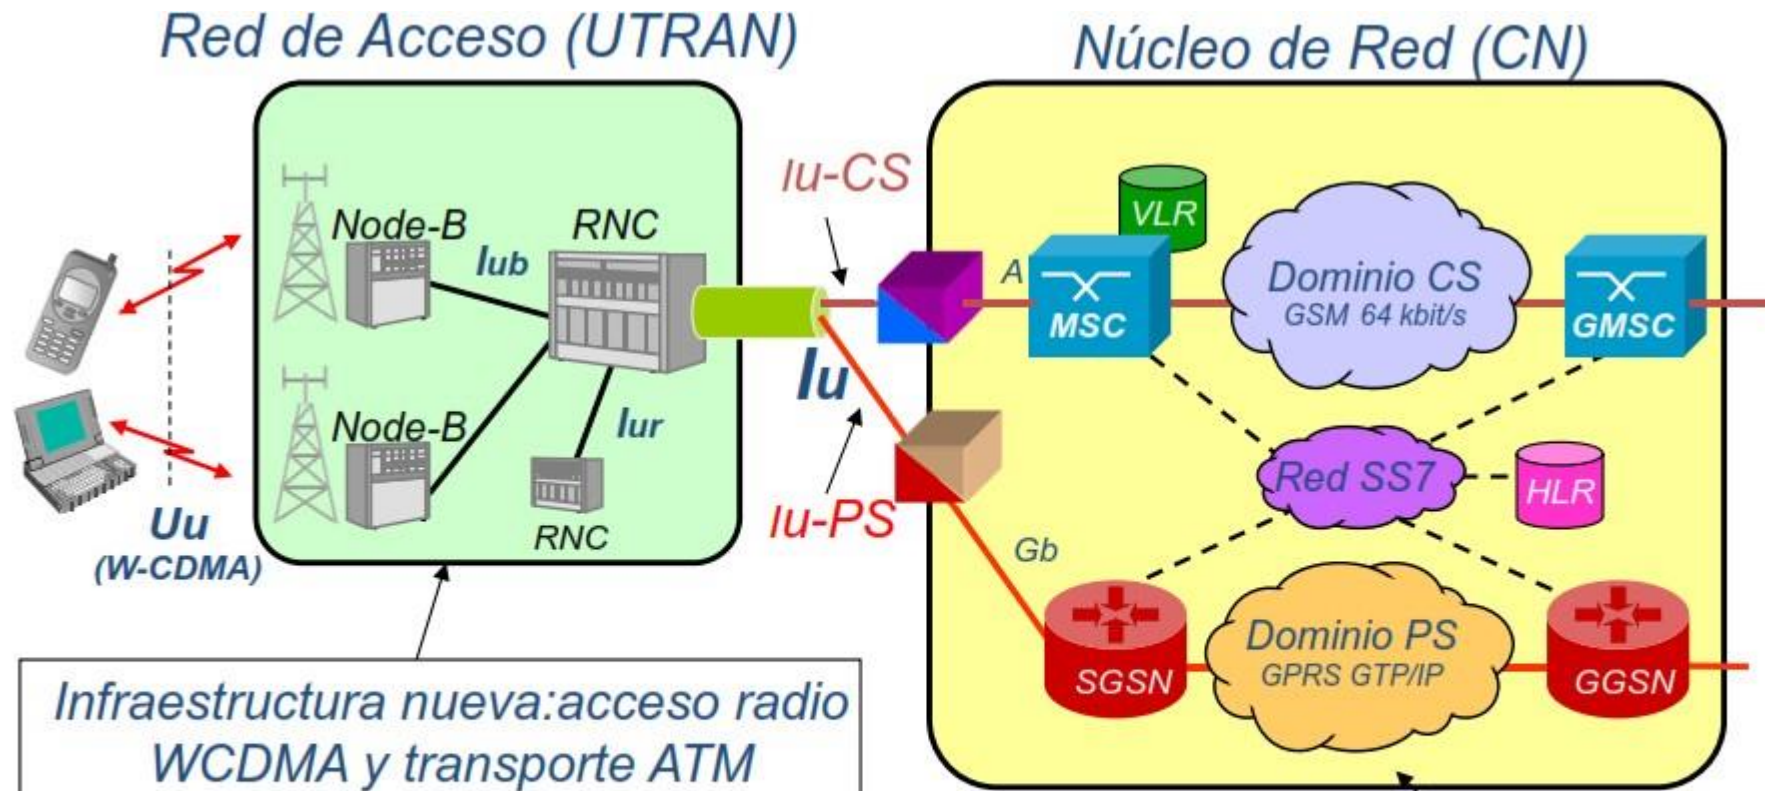 Red de Acceso (UTRAN)
Núcleo de Red (CN)
Iu-CS
VLR
Node-B
RNC
Iub
A
Dominio CS
GSM 64 kbit/s
MSC
GMSC
Iu
Node-B
Iur
Red SS7
HLR
Iu-PS
RNC
Uu
(W-CDMA)
Gb
Dominio PS
GPRS GTP/IP
SGSN
GGSN
Infraestructura nueva:acceso radio
WCDMA y transporte ATM